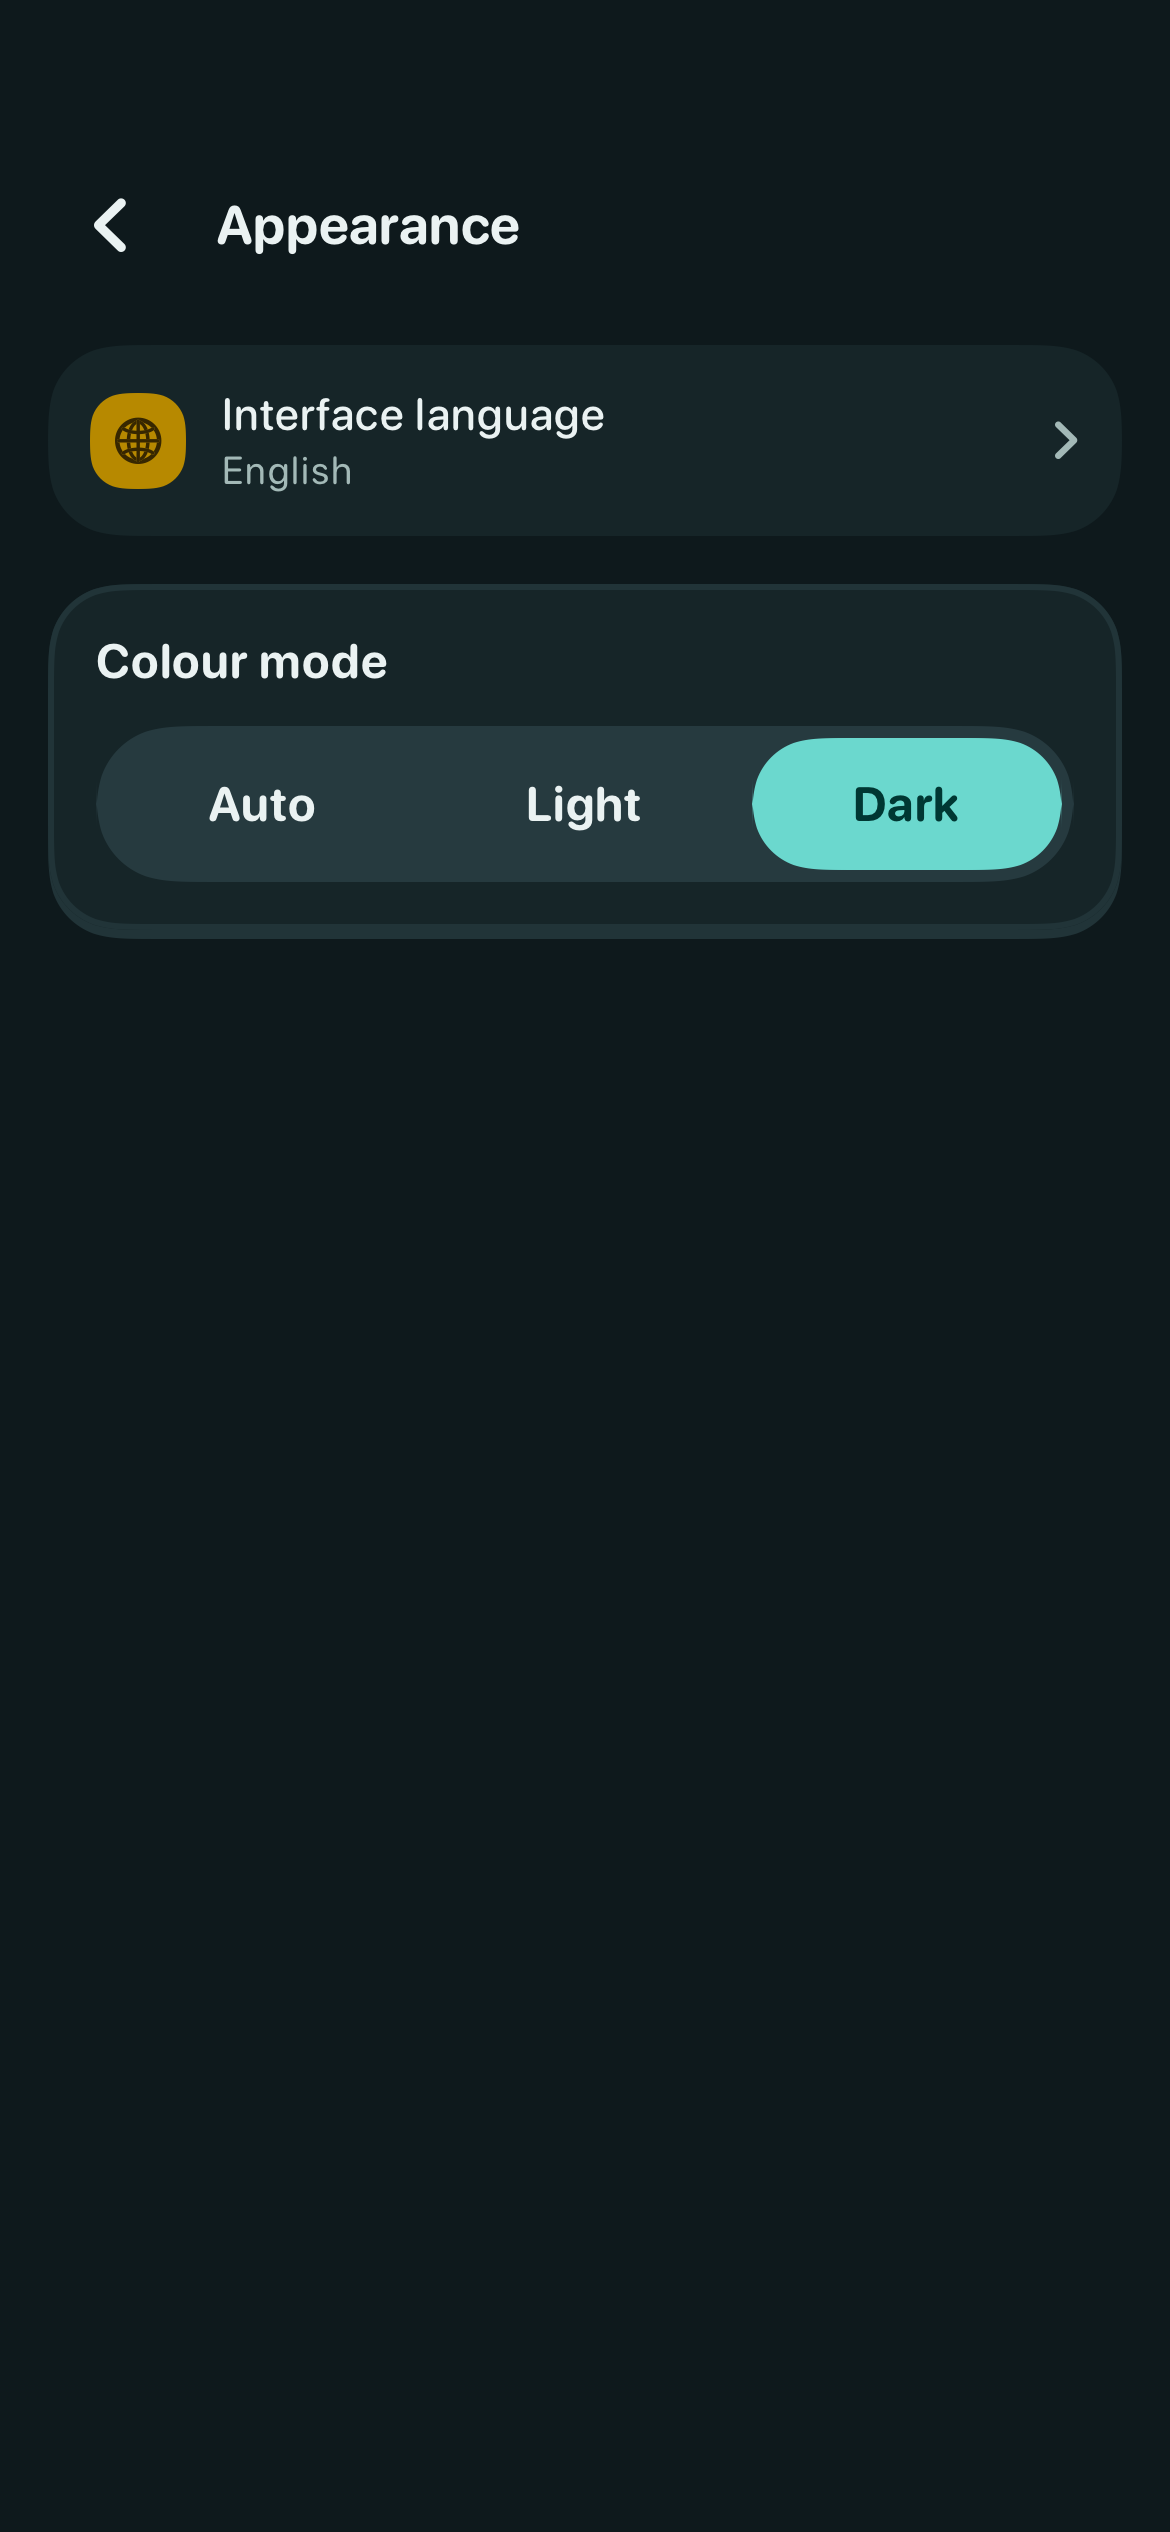 Appearance
Interface language
English
Colour mode
Auto
Light
Dark